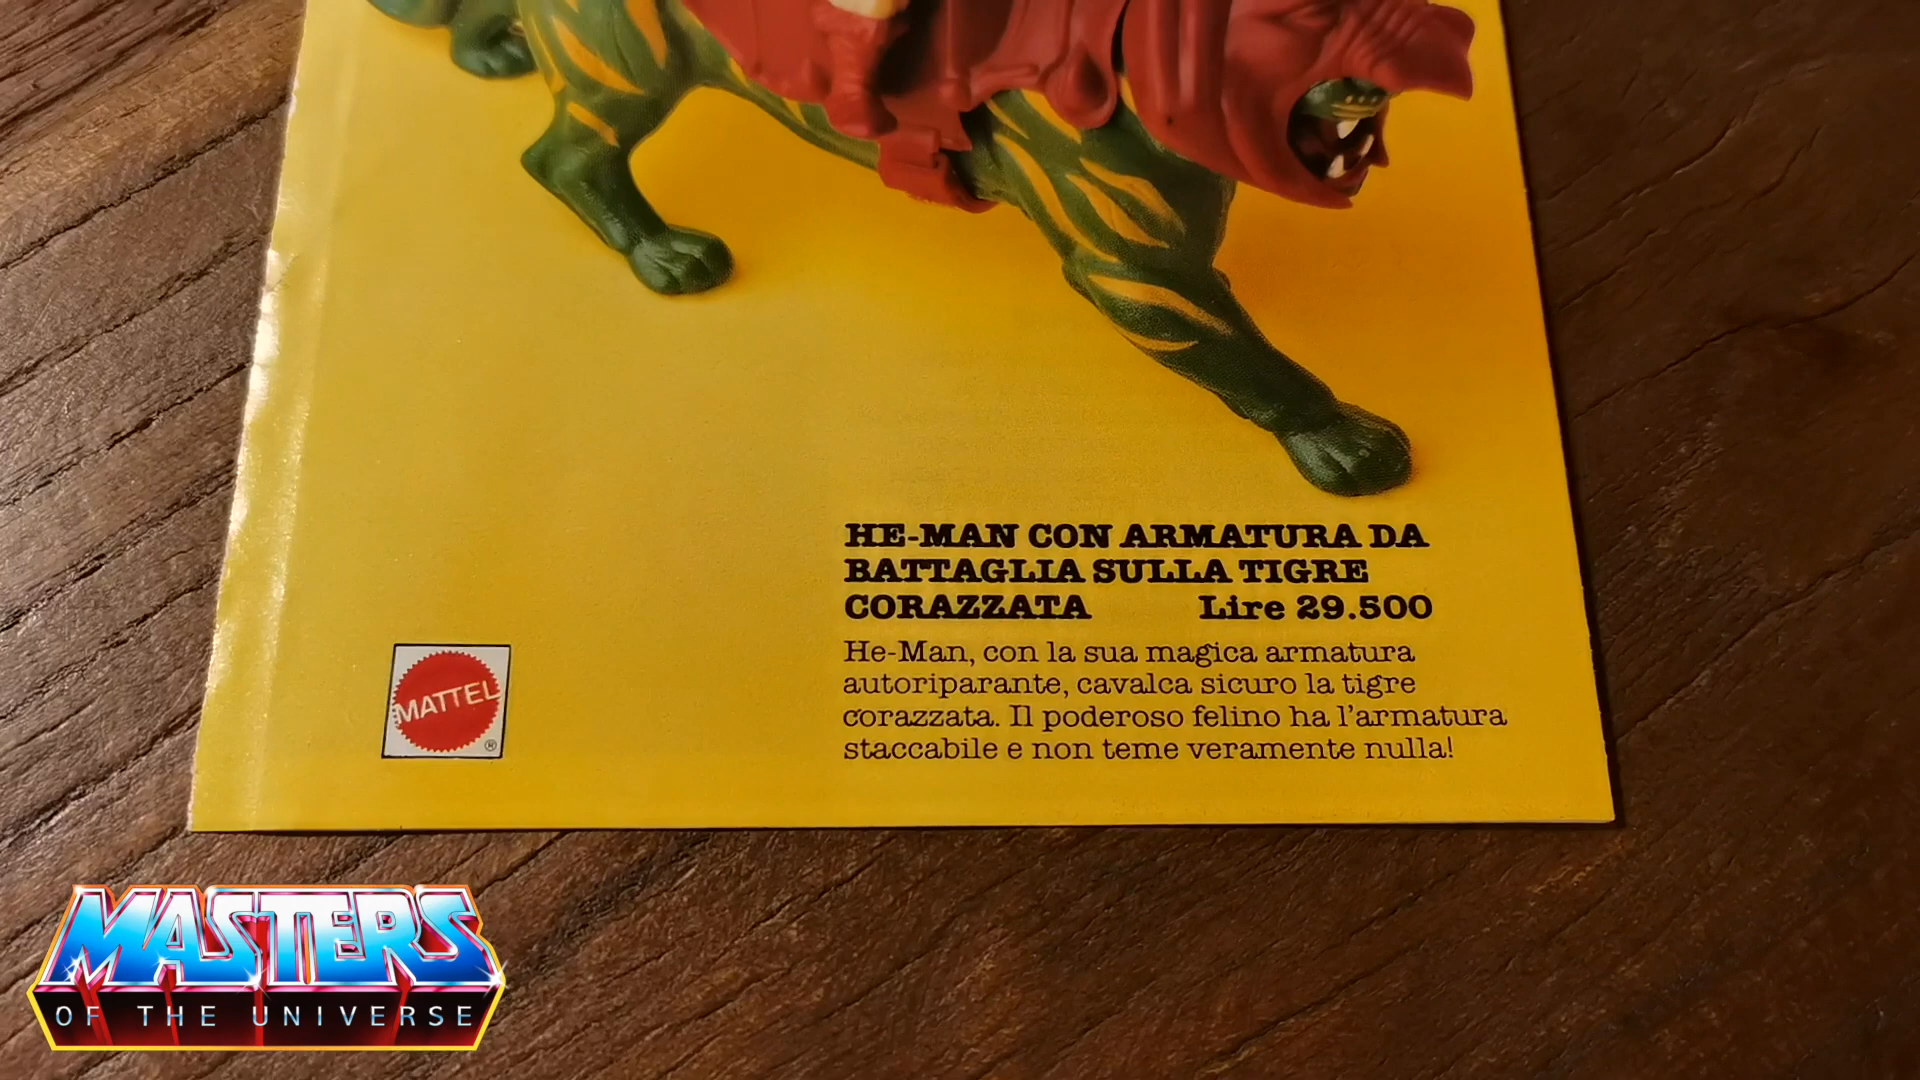 HE-MAN CON ARMATURA DA
BATTAGLIA SULLA TIGRE
CORAZZATA Lire 29.500
He-Man, con la sua magica armatura
autoriparante, cavalca sicuro la tigre
corazzata. Il poderoso felino ha l'armatura
staccabile e non teme veramente nulla!
MATTEL
®
MASTERS
OF THE UNIVERSE